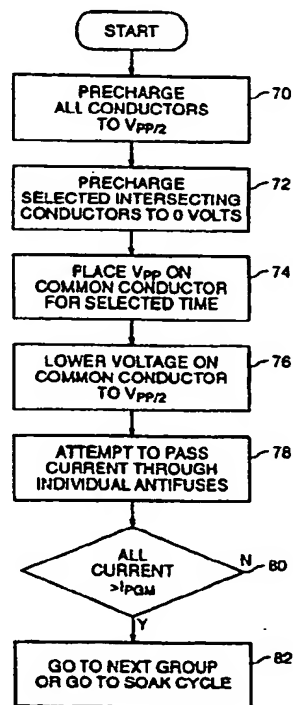 START
PRECHARGE
ALL CONDUCTORS
TO VPP/2
70
PRECHARGE
SELECTED INTERSECTING
CONDUCTORS TO 0 VOLTS
72
PLACE VPP ON
COMMON CONDUCTOR
FOR SELECTED TIME
74
LOWER VOLTAGE ON
COMMON CONDUCTOR
TO VPP/2
76
ATTEMPT TO PASS
CURRENT THROUGH
INDIVIDUAL ANTIFUSES
78
ALL
CURRENT
>IPGM
N
80
Y
GO TO NEXT GROUP
OR GO TO SOAK CYCLE
82